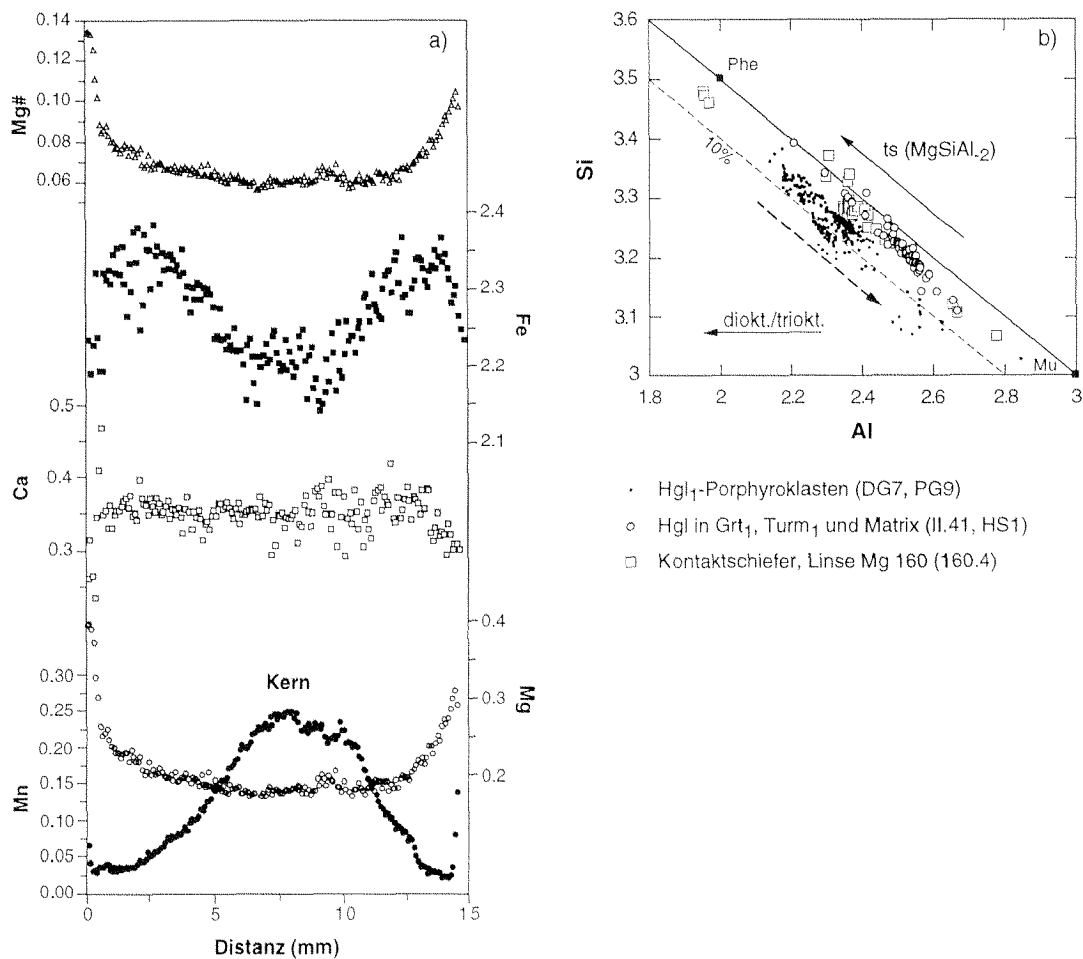 a)
0.14
0.12
0.10
0.08
0.06
Mg#
2.4
2.3
2.2
2.1
Fe
0.5
0.4
0.3
Ca
0.4
0.3
0.2
Mg
Kern
0.30
0.25
0.20
0.15
0.10
0.05
0.00
Mn
0 5 10 15
Distanz (mm)
b)
3.6
3.5
3.4
3.3
3.2
3.1
3
Si
Phe
10%
ts (MgSiAl-2)
diokt./triokt.
Mu
1.8 2 2.2 2.4 2.6 2.8 3
Al
Hgl1-Porphyroklasten (DG7, PG9)
Hgl in Grt1, Turm1 und Matrix (II.41, HS1)
Kontaktschiefer, Linse Mg 160 (160.4)